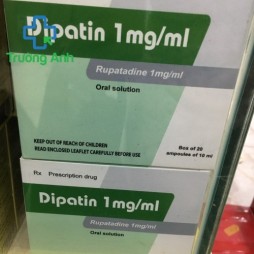 Dipatin 1mg/ml
Trường Anh
Rupatadine 1mg/ml
Oral solution
KEEP OUT OF REACH OF CHILDREN
READ ENCLOSED LEAFLET CAREFULLY BEFORE USE
Box of 20
ampoules of 10 ml
Rx Prescription drug
Dipatin 1mg/ml
Rupatadine 1mg/ml
Oral solution